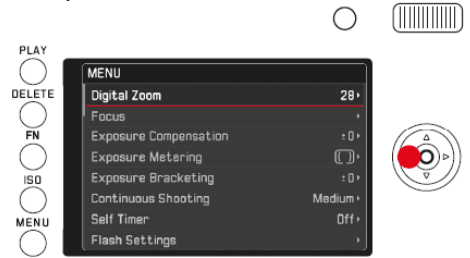 PLAY
DELETE
FN
ISO
MENU
MENU
Digital Zoom 28
Focus
Exposure Compensation ±0
Exposure Metering
Exposure Bracketing ±0
Continuous Shooting Medium
Self Timer Off
Flash Settings